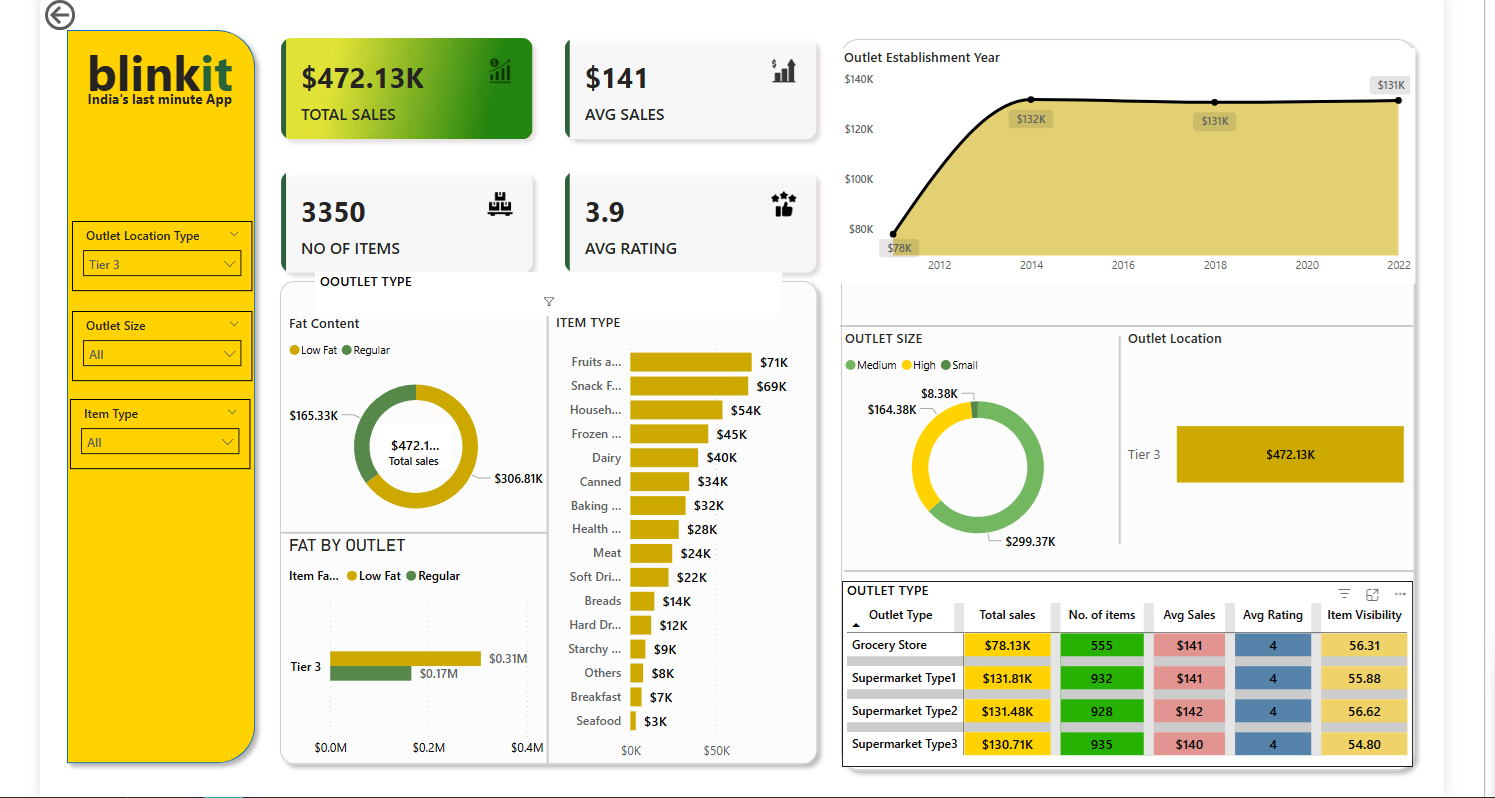 blinkit
India's last minute App
Outlet Location Type
Tier 3
Outlet Size
All
Item Type
All
$472.13K
TOTAL SALES
$141
AVG SALES
3350
NO OF ITEMS
3.9
AVG RATING
Outlet Establishment Year
$140K
$120K
$100K
$80K
$78K
$132K
$131K
$131K
2012 2014 2016 2018 2020 2022
OOUTLET TYPE
Fat Content
Low Fat Regular
$165.33K
$472.1...
Total sales
$306.81K
FAT BY OUTLET
Item Fa... Low Fat Regular
Tier 3
$0.31M
$0.17M
$0.0M $0.2M $0.4M
ITEM TYPE
Fruits a... $71K
Snack F... $69K
Househ... $54K
Frozen ... $45K
Dairy $40K
Canned $34K
Baking ... $32K
Health ... $28K
Meat $24K
Soft Dri... $22K
Breads $14K
Hard Dr... $12K
Starchy ... $9K
Others $8K
Breakfast $7K
Seafood $3K
$0K $50K
OUTLET SIZE
Medium High Small
$8.38K
$164.38K
$299.37K
Outlet Location
Tier 3 $472.13K
OUTLET TYPE
Outlet Type Total sales No. of items Avg Sales Avg Rating Item Visibility
Grocery Store $78.13K 555 $141 4 56.31
Supermarket Type1 $131.81K 932 $141 4 55.88
Supermarket Type2 $131.48K 928 $142 4 56.62
Supermarket Type3 $130.71K 935 $140 4 54.80